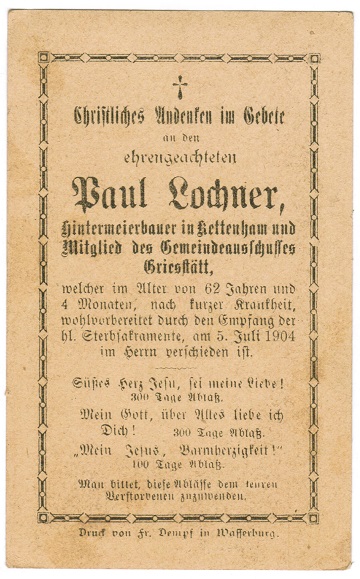 Christliches Andenken im Gebete
an den
ehrengeachteten
Paul Lochner,
Hintermeierbauer in Kettenham und
Mitglied des Gemeindeausschusses
Griesstätt,
welcher im Alter von 62 Jahren und
4 Monaten, nach kurzer Krankheit,
wohlvorbereitet durch den Empfang der
hl. Sterbsakramente, am 5. Juli 1904
im Herrn verschieden ist.
Süßes Herz Jesu, sei meine Liebe!
300 Tage Ablaß.
Mein Gott, über Alles liebe ich
Dich! 300 Tage Ablaß.
„Mein Jesus, Barmherzigkeit!"
100 Tage Ablaß.
Man bittet, diese Ablässe dem teuren
Verstorbenen zuzuwenden.
Druck von Fr. Dempf in Wasserburg.